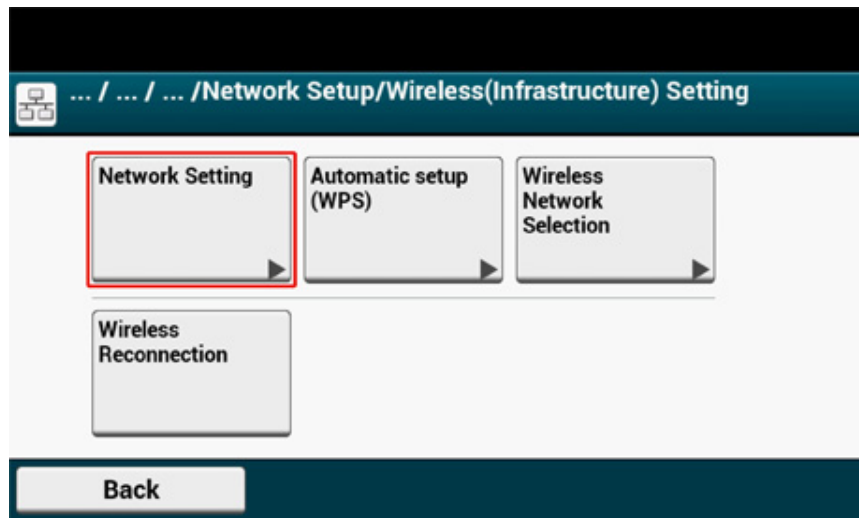 ... / ... / ... /Network Setup/Wireless(Infrastructure) Setting
Network Setting
Automatic setup
(WPS)
Wireless
Network
Selection
Wireless
Reconnection
Back